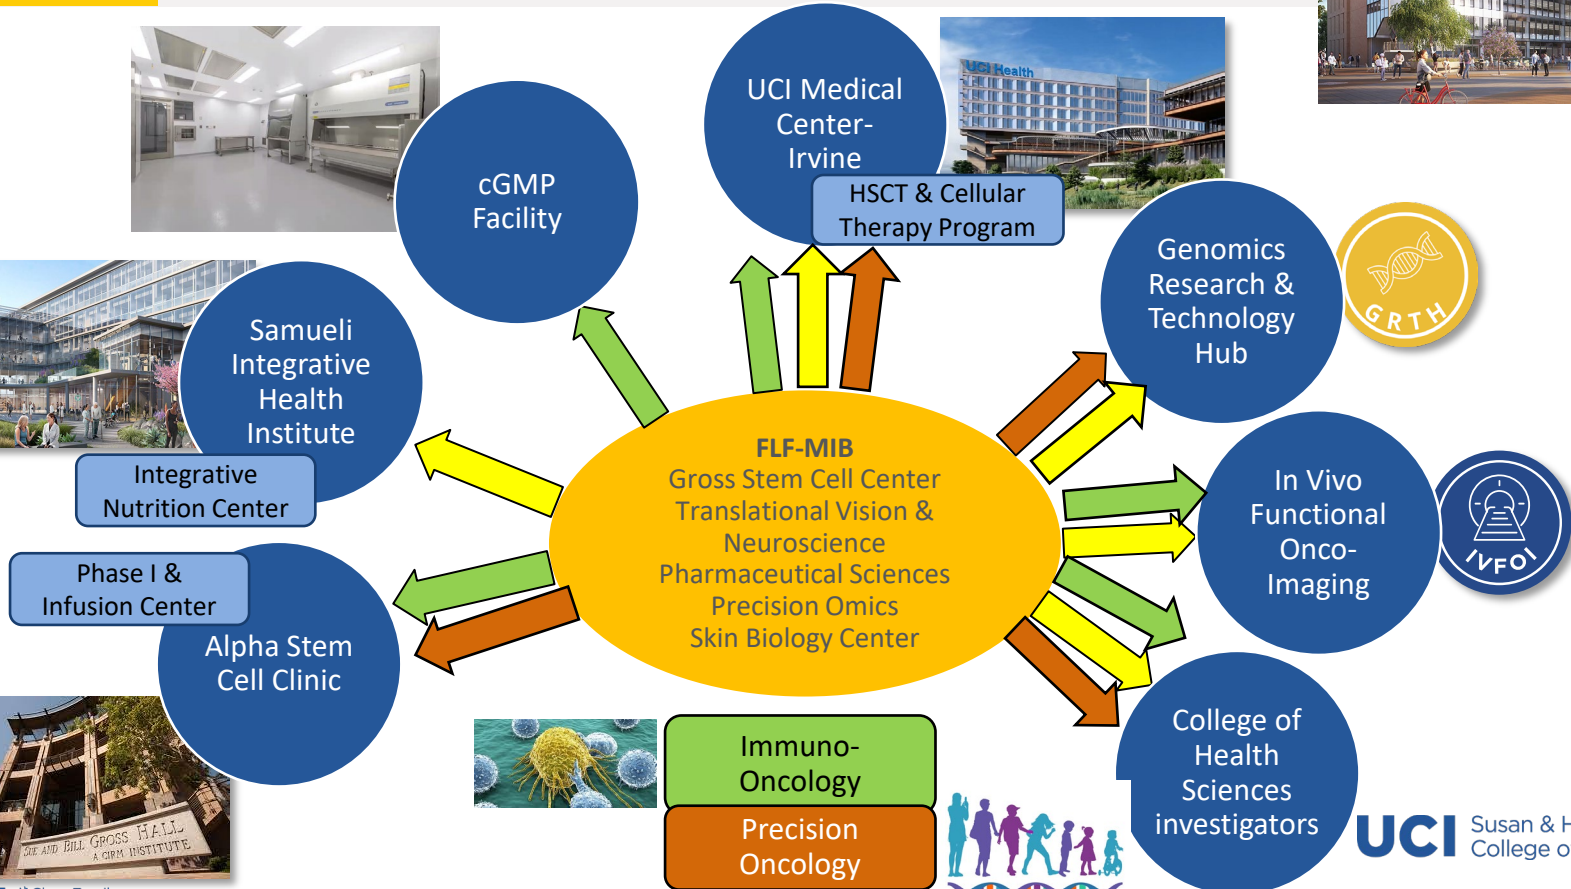 UCI Health
UCI Medical
Center-
Irvine
HSCT & Cellular
Therapy Program
cGMP
Facility
Genomics
Research &
Technology
Hub
GRTH
Samueli
Integrative
Health
Institute
Integrative
Nutrition Center
FLF-MIB
Gross Stem Cell Center
Translational Vision &
Neuroscience
Pharmaceutical Sciences
Precision Omics
Skin Biology Center
In Vivo
Functional
Onco-
Imaging
IVFOI
Phase I &
Infusion Center
Alpha Stem
Cell Clinic
College of
Health
Sciences
investigators
Immuno-
Oncology
Precision
Oncology
SUE AND BILL GROSS HALL
A CIRM INSTITUTE
UCI
Susan & H
College o